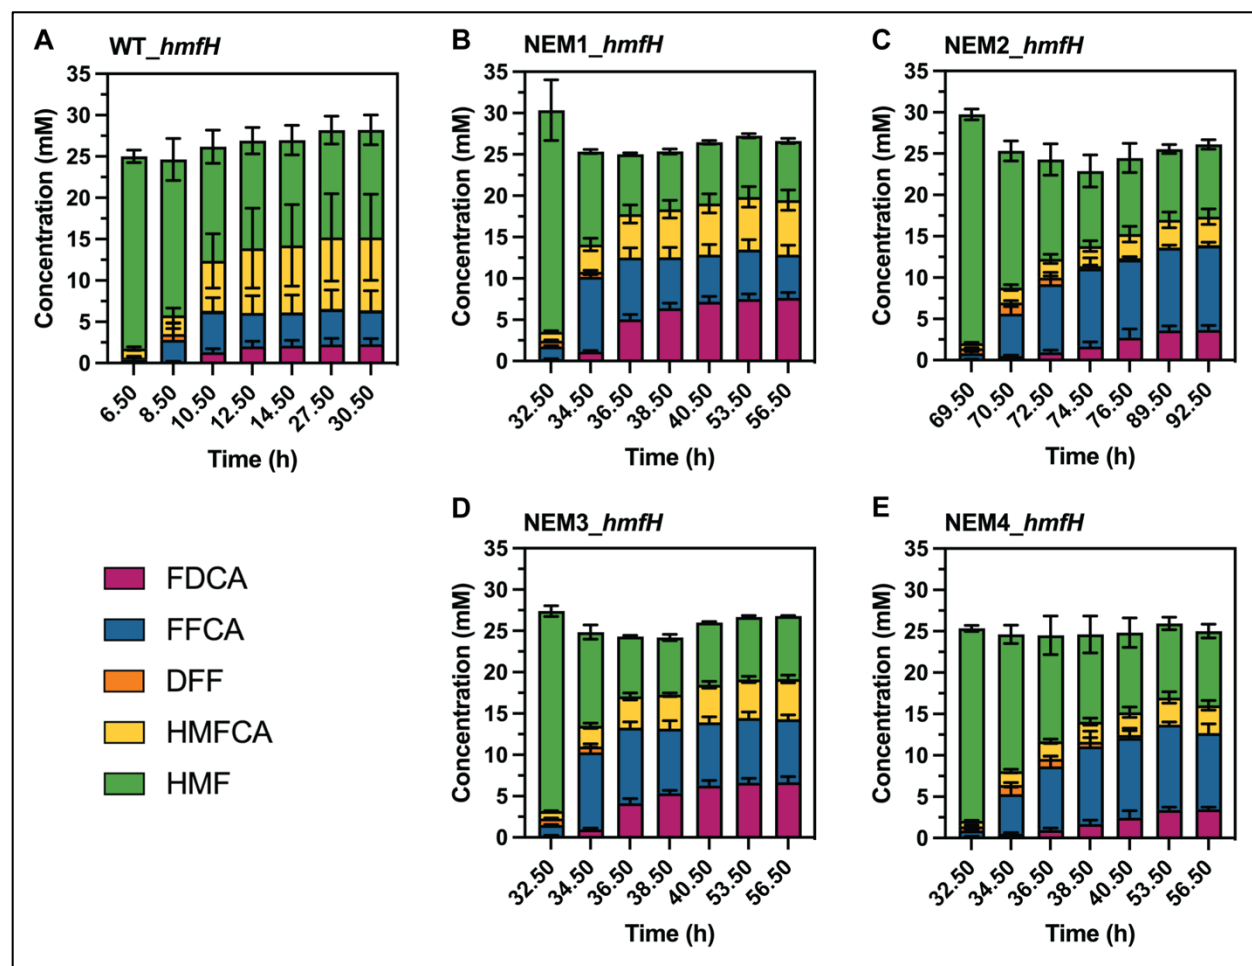 A WT_hmfH
Concentration (mM)
35
30
25
20
15
10
5
0
6.50 8.50 10.50 12.50 14.50 27.50 30.50
Time (h)
B NEM1_hmfH
Concentration (mM)
35
30
25
20
15
10
5
0
32.50 34.50 36.50 38.50 40.50 53.50 56.50
Time (h)
C NEM2_hmfH
Concentration (mM)
35
30
25
20
15
10
5
0
69.50 70.50 72.50 74.50 76.50 89.50 92.50
Time (h)
FDCA
FFCA
DFF
HMFCA
HMF
D NEM3_hmfH
Concentration (mM)
35
30
25
20
15
10
5
0
32.50 34.50 36.50 38.50 40.50 53.50 56.50
Time (h)
E NEM4_hmfH
Concentration (mM)
35
30
25
20
15
10
5
0
32.50 34.50 36.50 38.50 40.50 53.50 56.50
Time (h)